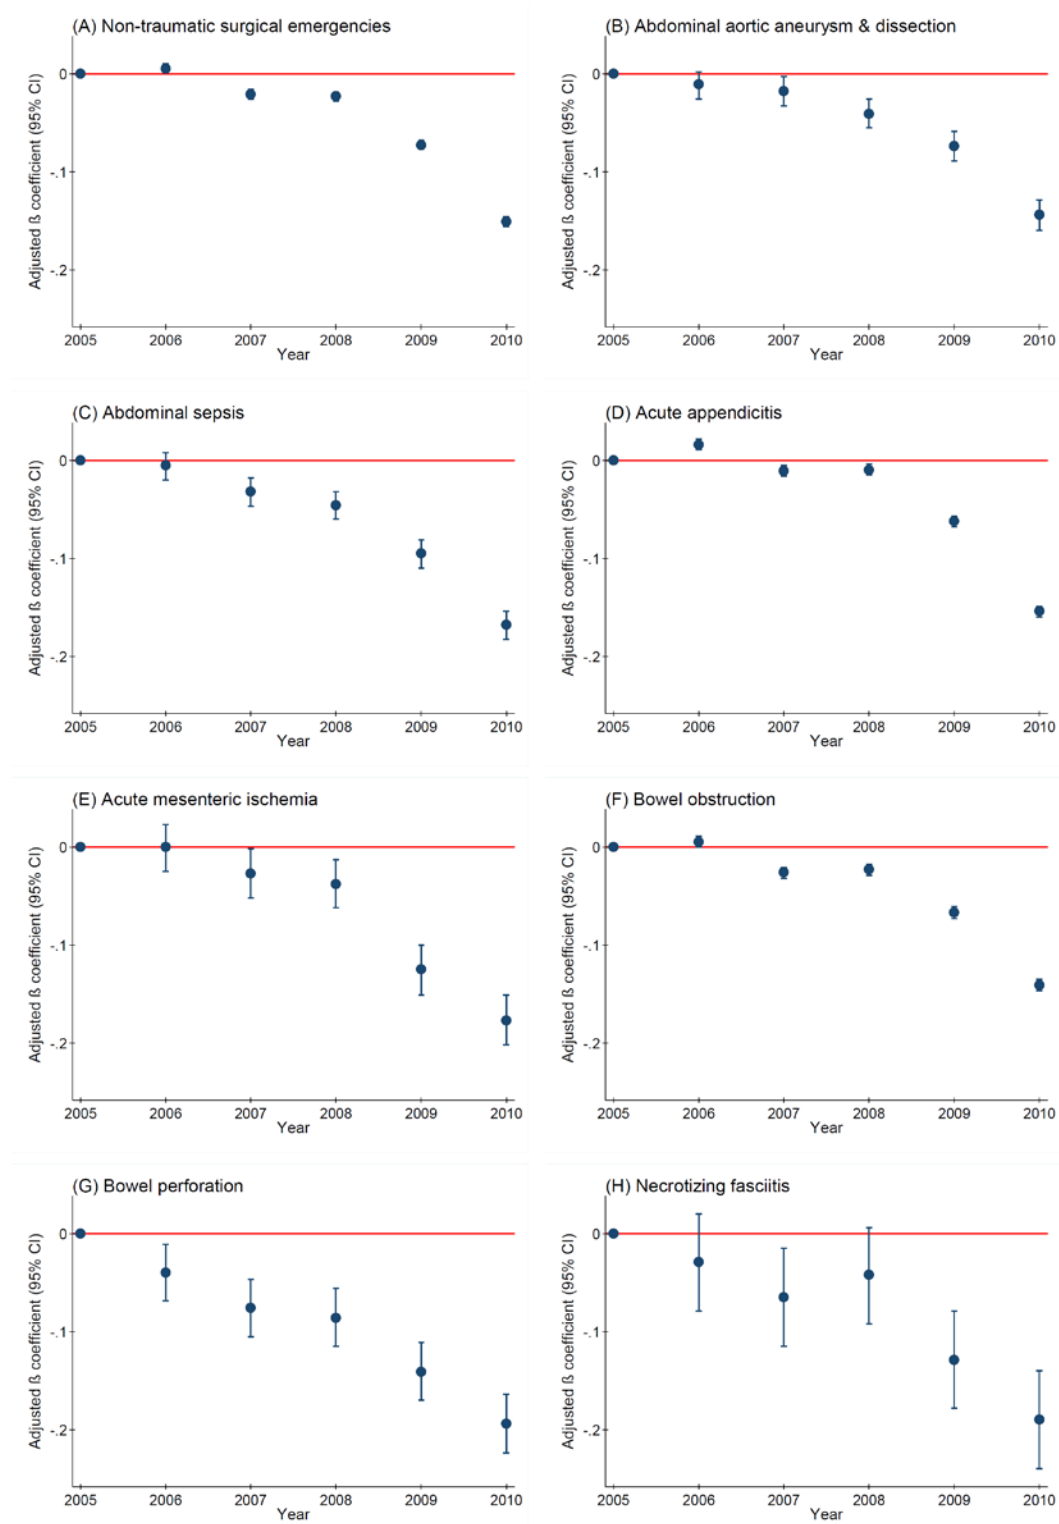 (A) Non-traumatic surgical emergencies
Adjusted ß coefficient (95% CI)
0
-.1
-.2
2005 2006 2007 2008 2009 2010
Year
(B) Abdominal aortic aneurysm & dissection
Adjusted ß coefficient (95% CI)
0
-.1
-.2
2005 2006 2007 2008 2009 2010
Year
(C) Abdominal sepsis
Adjusted ß coefficient (95% CI)
0
-.1
-.2
2005 2006 2007 2008 2009 2010
Year
(D) Acute appendicitis
Adjusted ß coefficient (95% CI)
0
-.1
-.2
2005 2006 2007 2008 2009 2010
Year
(E) Acute mesenteric ischemia
Adjusted ß coefficient (95% CI)
0
-.1
-.2
2005 2006 2007 2008 2009 2010
Year
(F) Bowel obstruction
Adjusted ß coefficient (95% CI)
0
-.1
-.2
2005 2006 2007 2008 2009 2010
Year
(G) Bowel perforation
Adjusted ß coefficient (95% CI)
0
-.1
-.2
2005 2006 2007 2008 2009 2010
Year
(H) Necrotizing fasciitis
Adjusted ß coefficient (95% CI)
0
-.1
-.2
2005 2006 2007 2008 2009 2010
Year